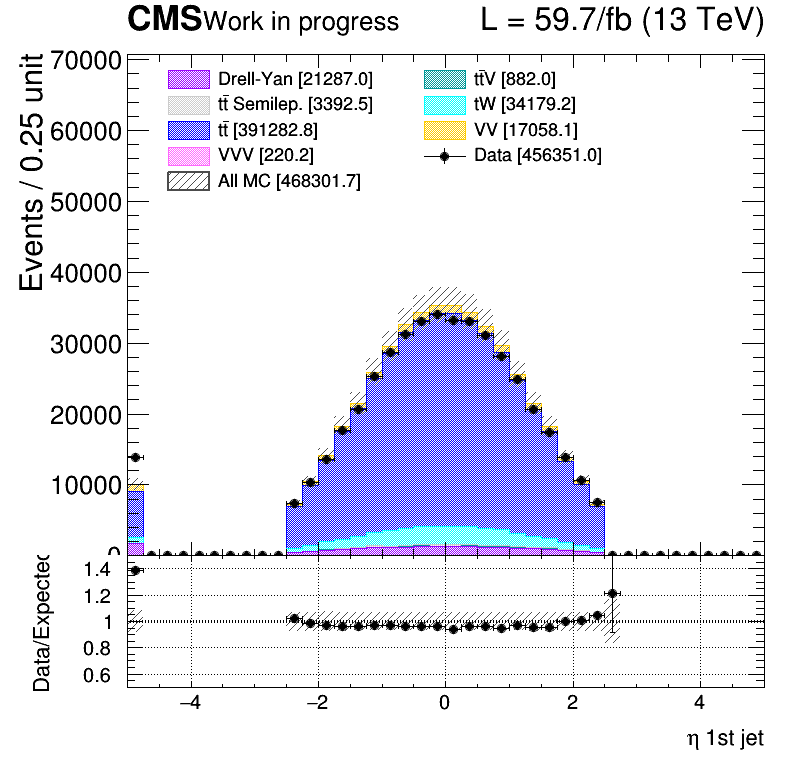 CMS Work in progress L = 59.7/fb (13 TeV)
Events / 0.25 unit
70000
60000
50000
40000
30000
20000
10000
0
Drell-Yan [21287.0]
tt̄ Semilep. [3392.5]
tt̄ [391282.8]
VVV [220.2]
All MC [468301.7]
tt̄V [882.0]
tW [34179.2]
VV [17058.1]
Data [456351.0]
Data/Expected
1.4
1.2
1
0.8
0.6
−4 −2 0 2 4
η 1st jet